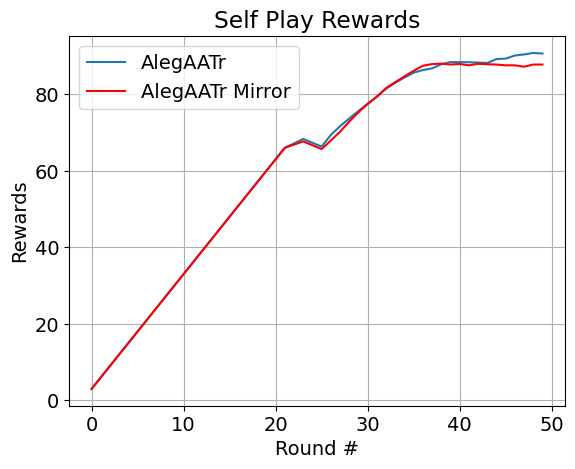 Self Play Rewards
AlegAATr
AlegAATr Mirror
80
60
40
20
0
Rewards
0 10 20 30 40 50
Round #